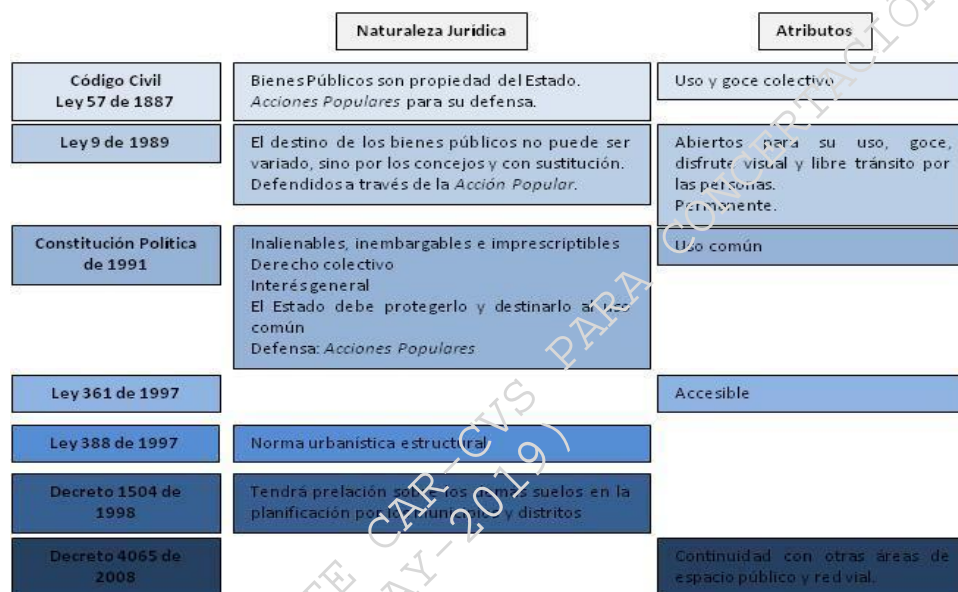 Naturaleza Jurídica
Atributos
Código Civil
Ley 57 de 1887
Bienes Públicos son propiedad del Estado.
Acciones Populares para su defensa.
Uso y goce colectivo
Ley 9 de 1989
El destino de los bienes públicos no puede ser
variado, sino por los concejos y con sustitución.
Defendidos a través de la Acción Popular.
Abiertos para su uso, goce,
disfrute visual y libre tránsito por
las personas.
Permanente.
Constitución Política
de 1991
Inalienables, inembargables e imprescriptibles
Derecho colectivo
Interés general
El Estado debe protegerlo y destinarlo al uso
común
Defensa: Acciones Populares
Uso común
Ley 361 de 1997
Accesible
Ley 388 de 1997
Norma urbanística estructural
Decreto 1504 de
1998
Tendrá prelación sobre los demás suelos en la
planificación por los municipios y distritos
Decreto 4065 de
2008
Continuidad con otras áreas de
espacio público y red vial.
CAR-CVS PARA CONCERTACIÓN
MAY-2019)